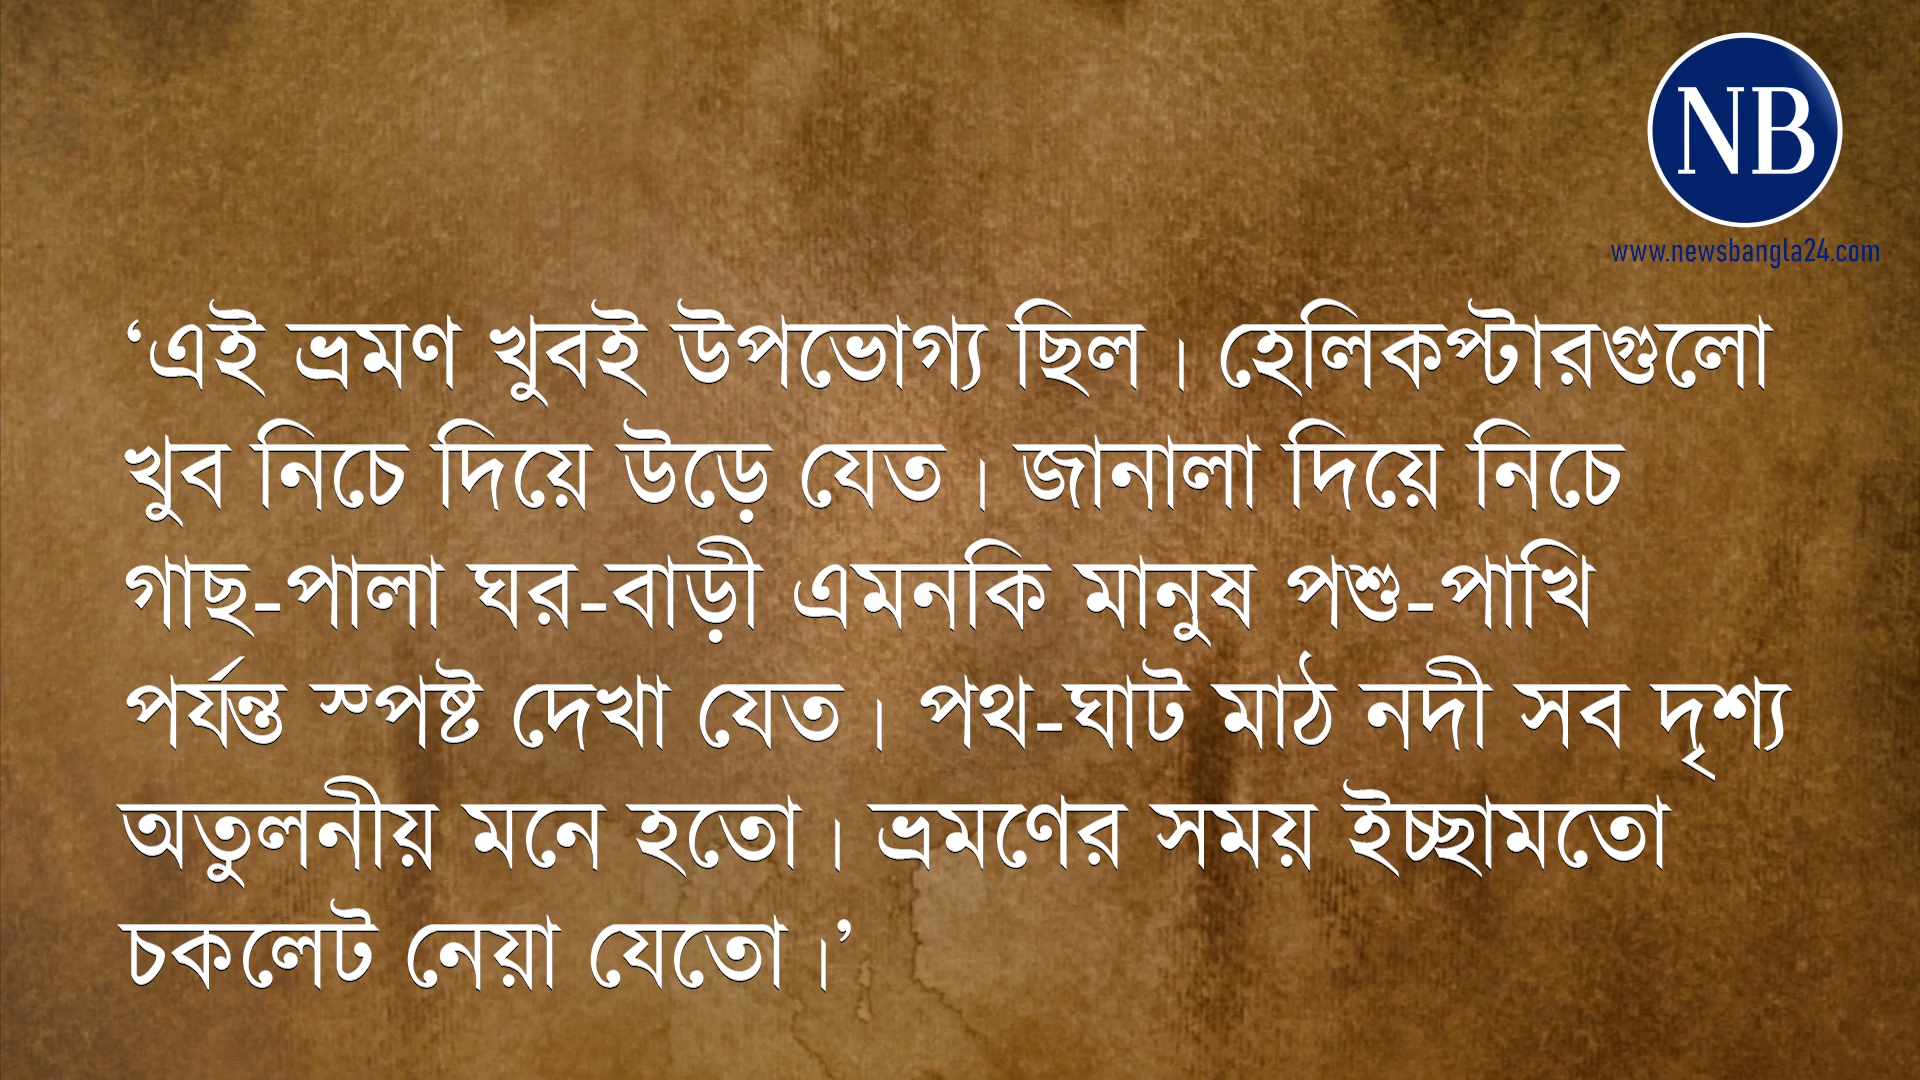 NB
www.newsbangla24.com
‘এই ভ্রমণ খুবই উপভোগ্য ছিল। হেলিকপ্টারগুলো
খুব নিচে দিয়ে উড়ে যেত। জানালা দিয়ে নিচে
গাছ-পালা ঘর-বাড়ী এমনকি মানুষ পশু-পাখি
পর্যন্ত স্পষ্ট দেখা যেত। পথ-ঘাট মাঠ নদী সব দৃশ্য
অতুলনীয় মনে হতো। ভ্রমণের সময় ইচ্ছামতো
চকলেট নেয়া যেতো।’